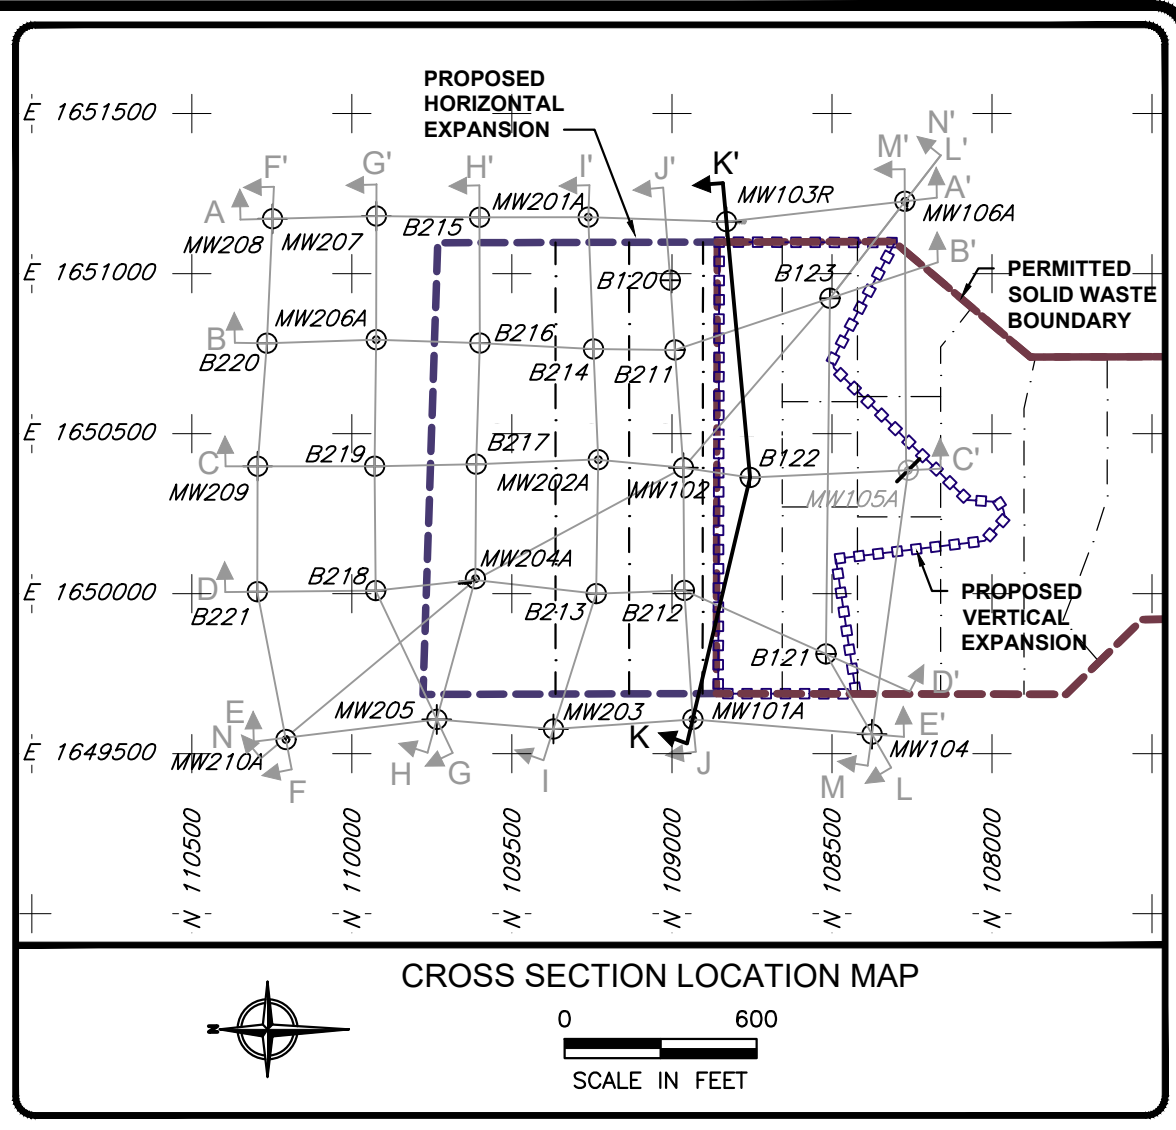 PROPOSED
HORIZONTAL
EXPANSION
E 1651500
N'
M'
L'
F'
G'
H'
I'
J'
K'
A'
A
MW208
MW207
B215
MW201A
MW103R
MW106A
B'
E 1651000
B120
B123
PERMITTED
SOLID WASTE
BOUNDARY
MW206A
B
B220
B216
B214
B211
E 1650500
C
B219
B217
B122
C'
MW209
MW202A
MW102
MW105A
MW204A
E 1650000
D
B218
B221
B213
B212
PROPOSED
VERTICAL
EXPANSION
B121
D'
E
MW205
MW203
MW101A
E'
N
K
MW104
E 1649500
MW210A
F
H
G
I
J
M
L
N 110500
N 110000
N 109500
N 109000
N 108500
N 108000
CROSS SECTION LOCATION MAP
N
0 600
SCALE IN FEET